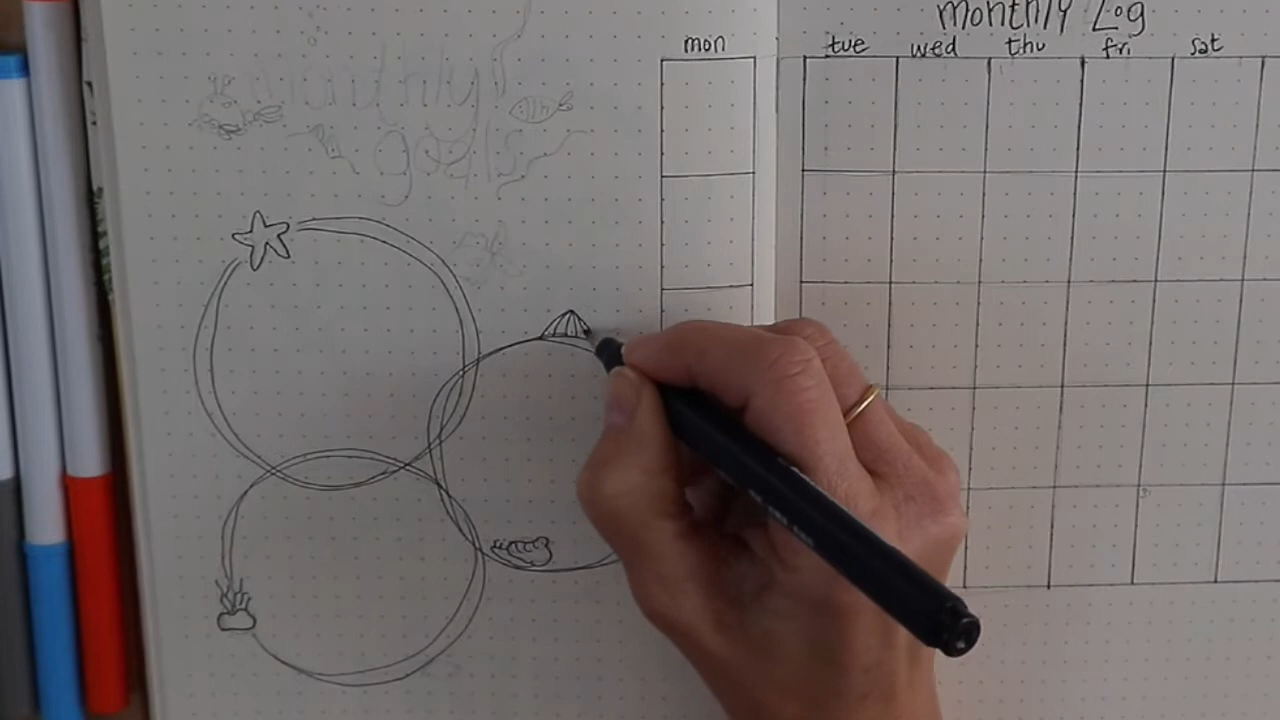 monthly
goals
monthly Log
mon tue wed thu fri sat